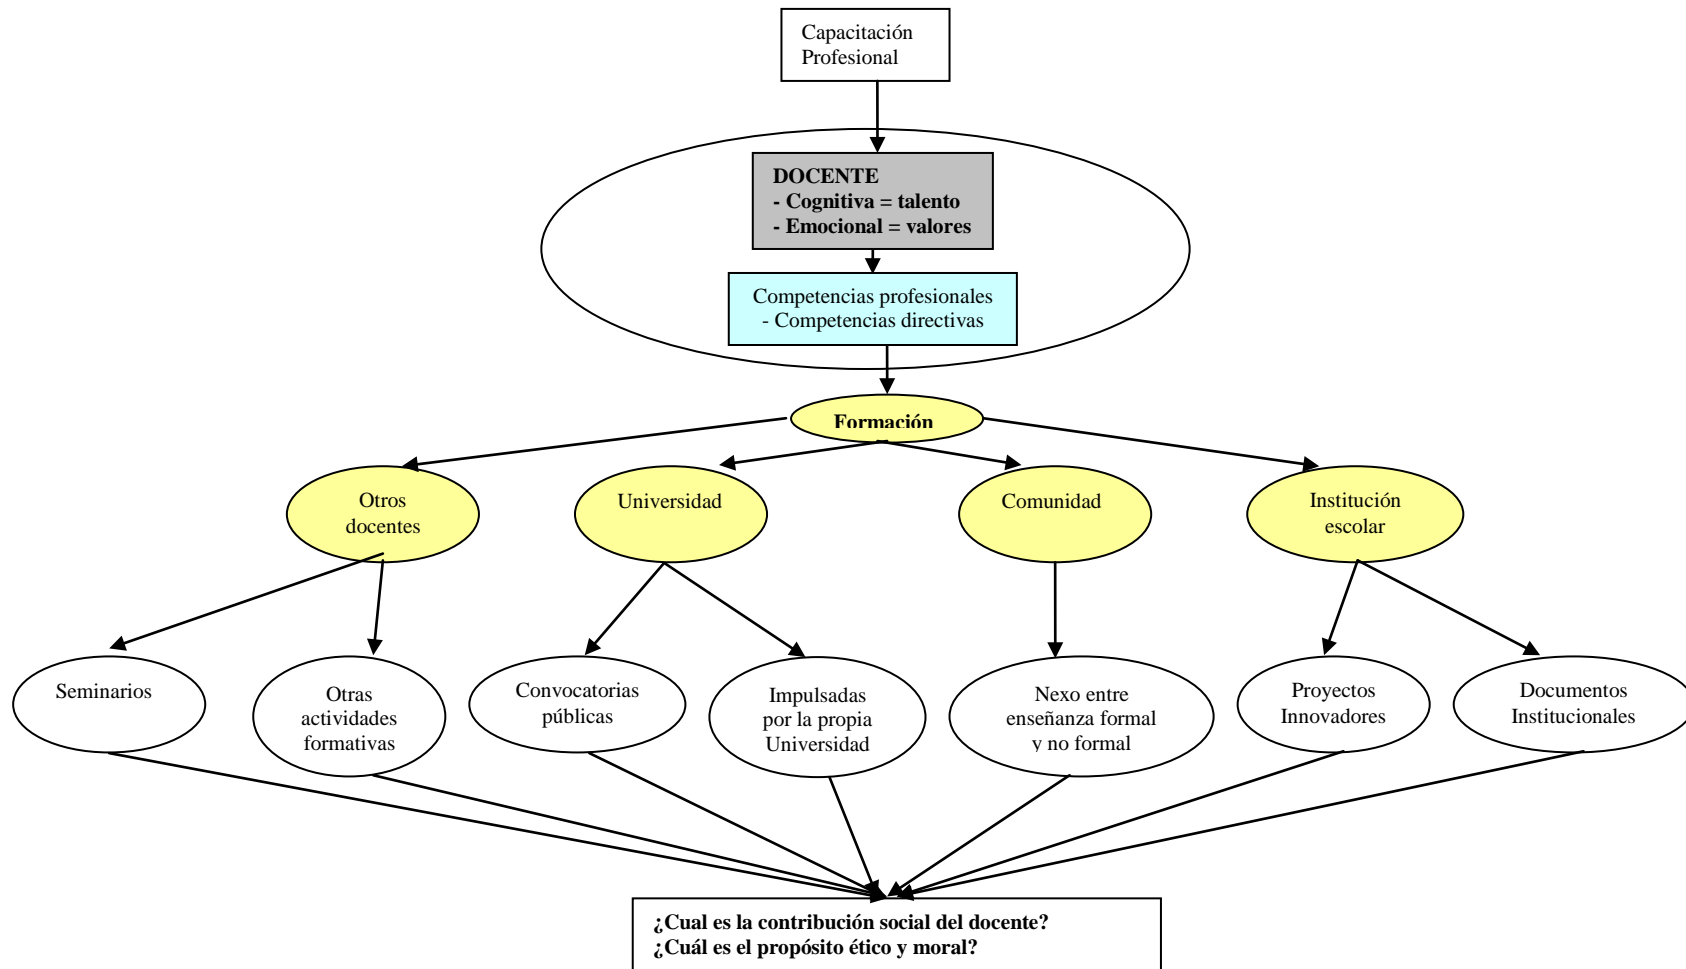 Capacitación
Profesional
DOCENTE
- Cognitiva = talento
- Emocional = valores
Competencias profesionales
- Competencias directivas
Formación
Otros
docentes
Universidad
Comunidad
Institución
escolar
Seminarios
Otras
actividades
formativas
Convocatorias
públicas
Impulsadas
por la propia
Universidad
Nexo entre
enseñanza formal
y no formal
Proyectos
Innovadores
Documentos
Institucionales
¿Cual es la contribución social del docente?
¿Cuál es el propósito ético y moral?